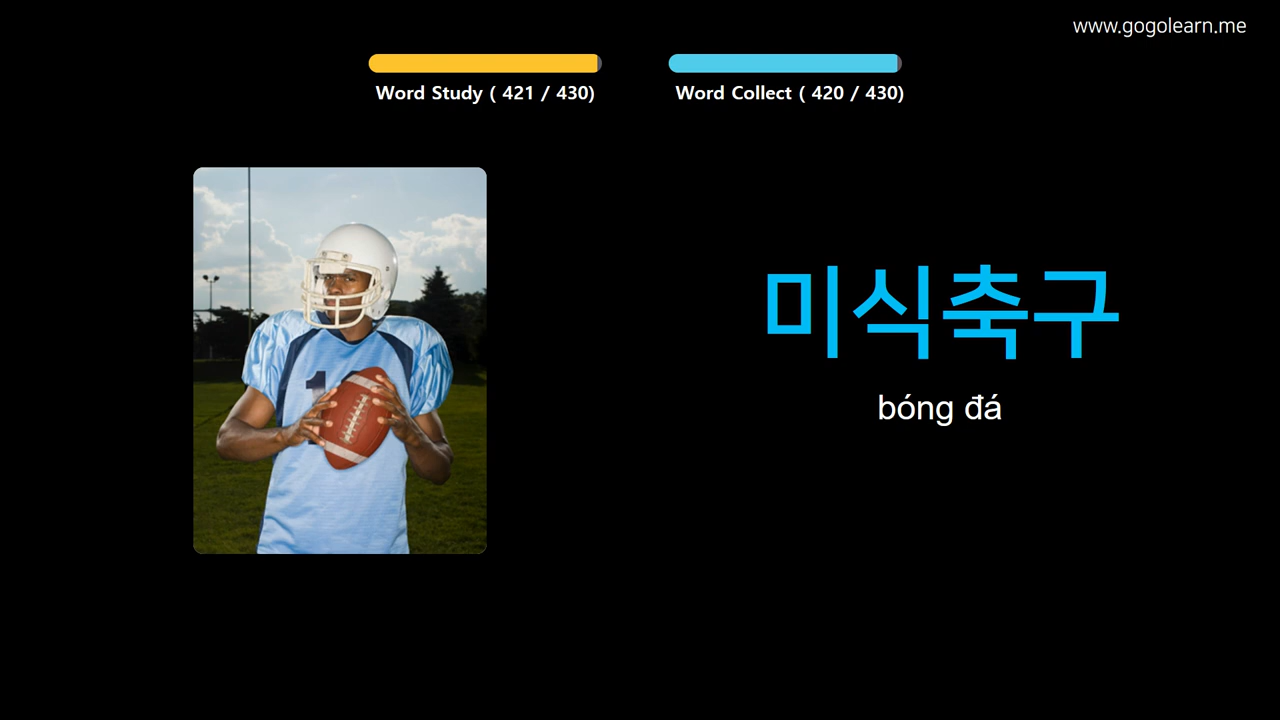 www.gogolearn.me
Word Study ( 421 / 430)
Word Collect ( 420 / 430)
미식축구
bóng đá